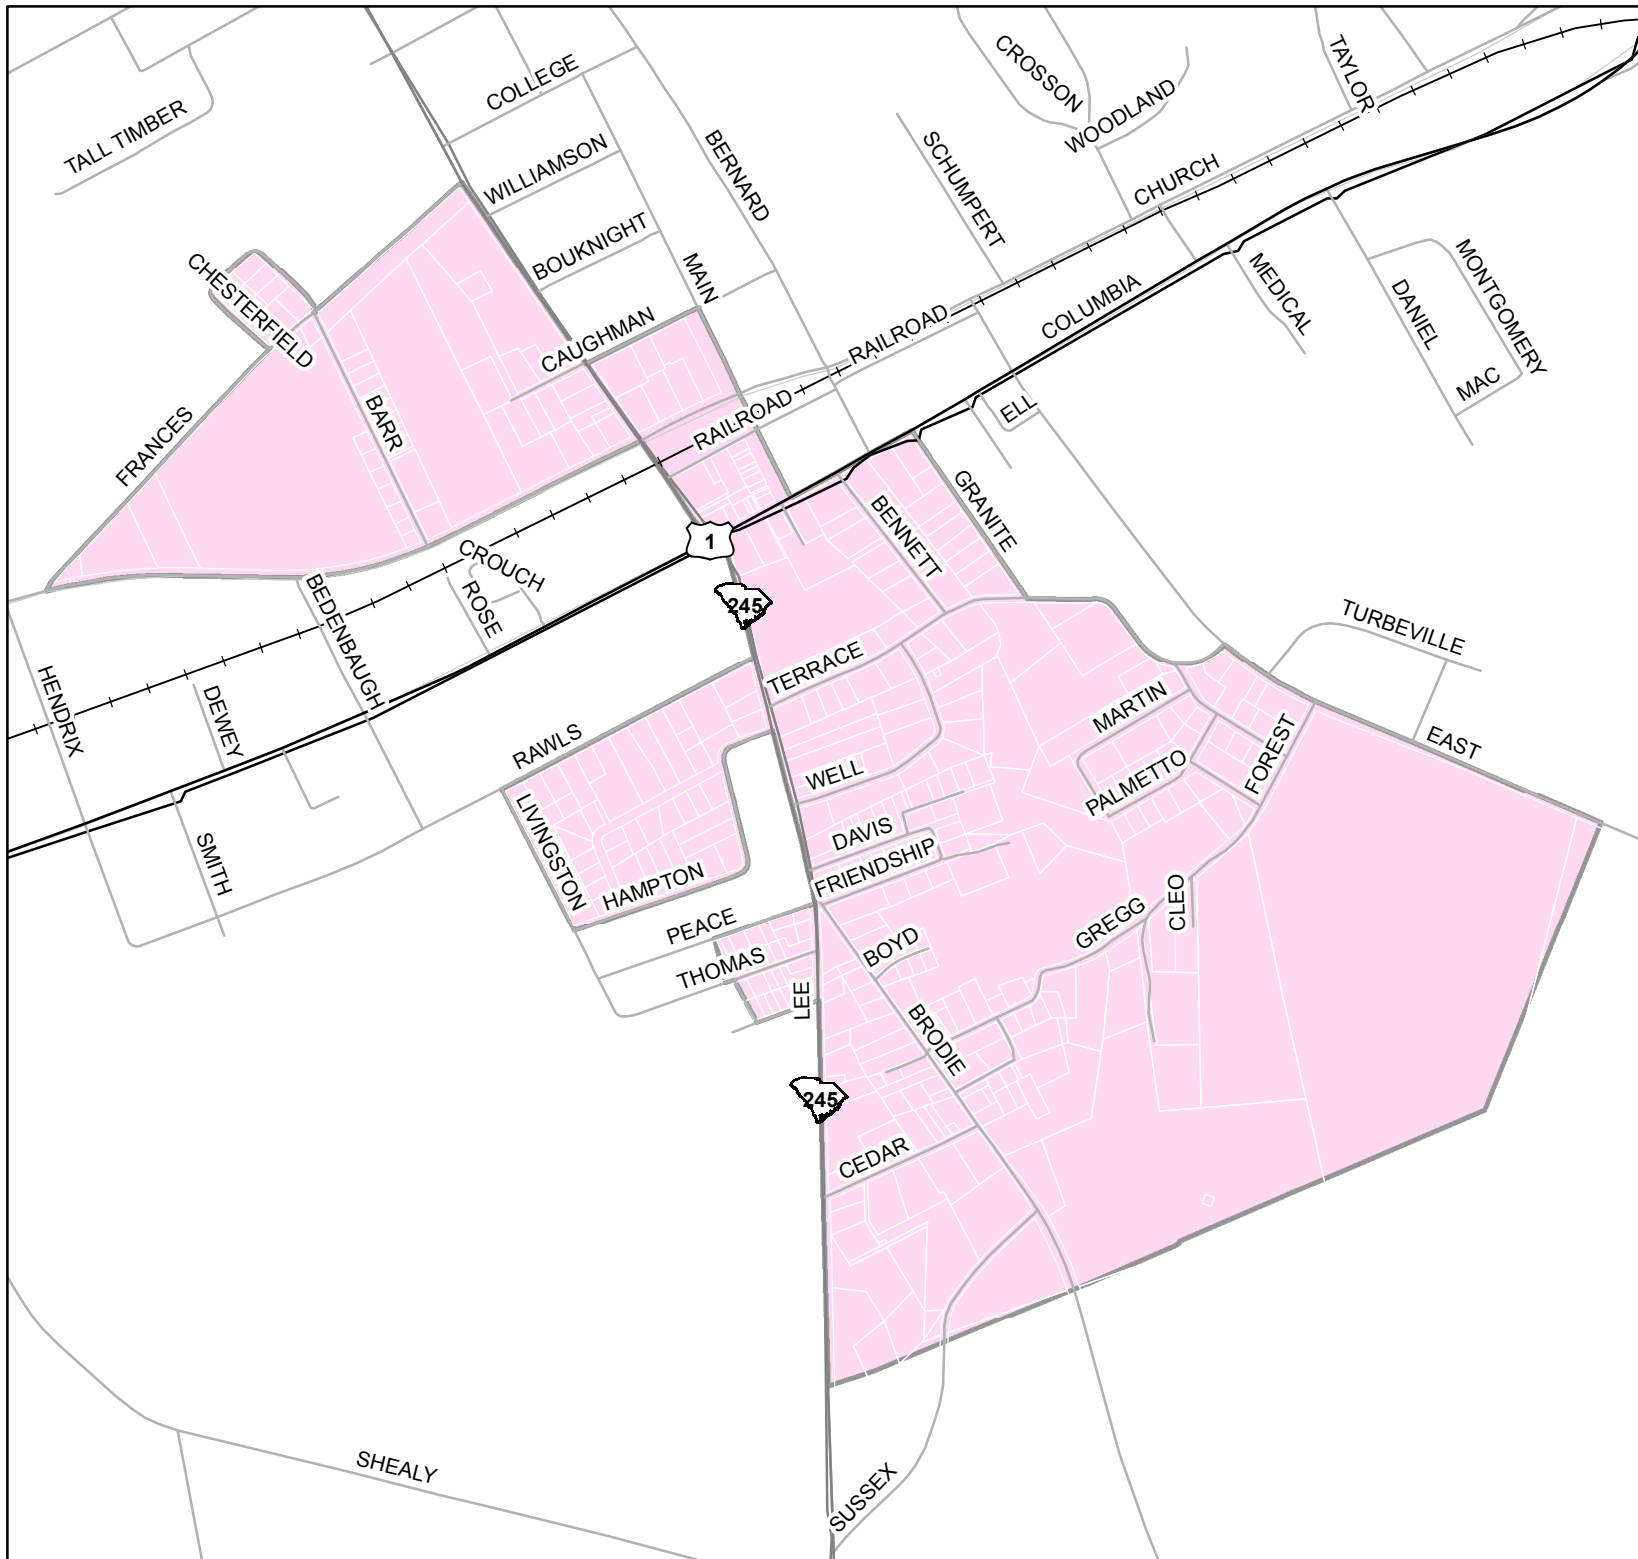 COLLEGE
CROSSON
TAYLOR
TALL TIMBER
WOODLAND
WILLIAMSON
BERNARD
SCHUMPERT
CHURCH
BOUKNIGHT
MAIN
CHESTERFIELD
MEDICAL
MONTGOMERY
COLUMBIA
DANIEL
CAUGHMAN
RAILROAD
MAC
ELL
BARR
RAILROAD
FRANCES
GRANITE
BENNETT
1
CROUCH
ROSE
BEDENBAUGH
245
TURBEVILLE
HENDRIX
TERRACE
DEWEY
MARTIN
EAST
RAWLS
FOREST
WELL
PALMETTO
LIVINGSTON
DAVIS
SMITH
FRIENDSHIP
HAMPTON
CLEO
GREGG
PEACE
BOYD
THOMAS
LEE
BRODIE
245
CEDAR
SHEALY
SUSSEX